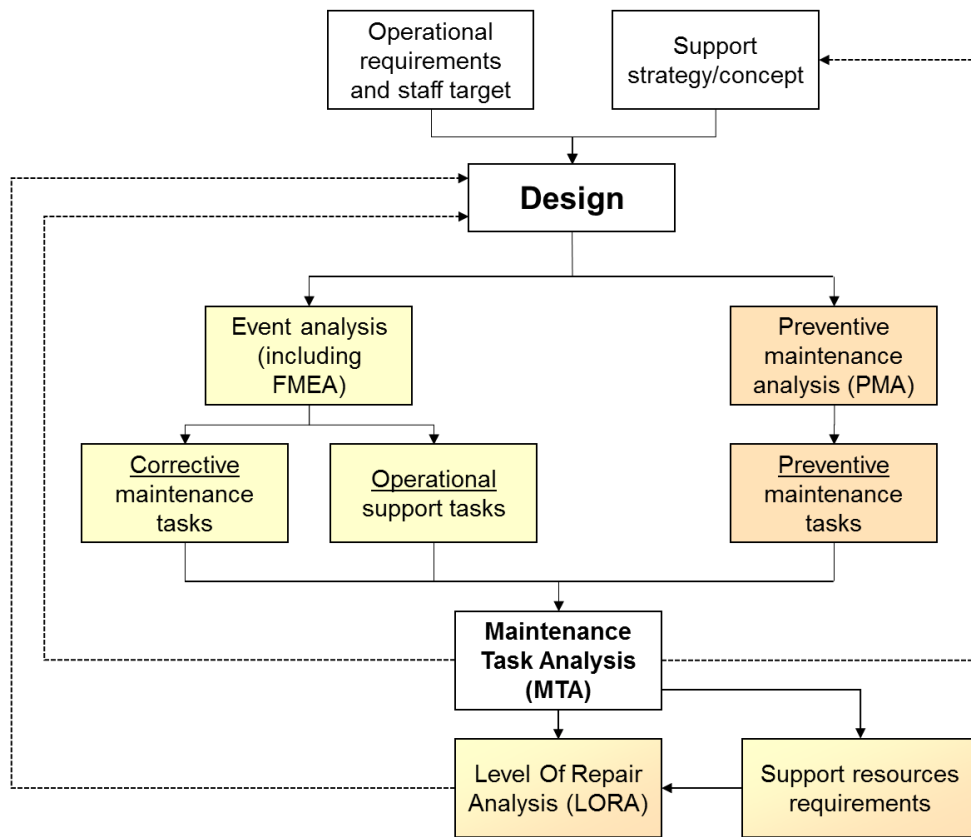 Operational
requirements
and staff target
Support
strategy/concept
Design
Event analysis
(including
FMEA)
Preventive
maintenance
analysis (PMA)
Corrective
maintenance
tasks
Operational
support tasks
Preventive
maintenance
tasks
Maintenance
Task Analysis
(MTA)
Level Of Repair
Analysis (LORA)
Support resources
requirements